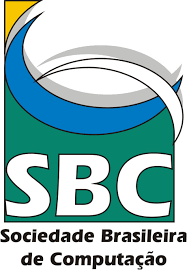 SBC
Sociedade Brasileira
de Computação